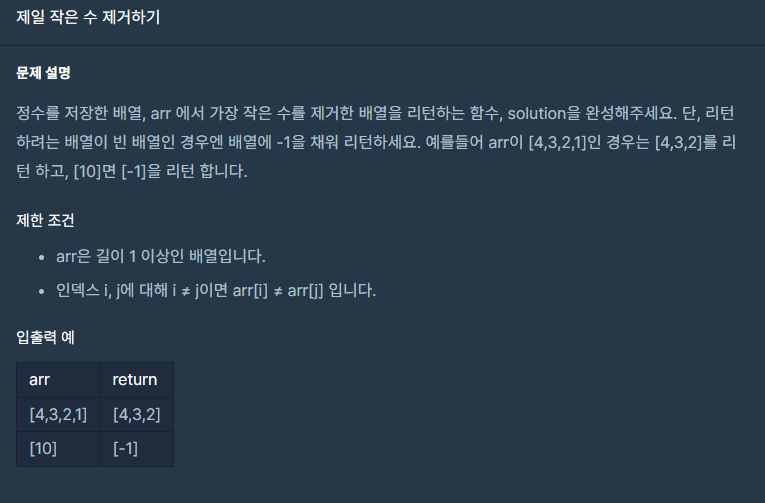 제일 작은 수 제거하기
문제 설명
정수를 저장한 배열, arr 에서 가장 작은 수를 제거한 배열을 리턴하는 함수, solution을 완성해주세요. 단, 리턴
하려는 배열이 빈 배열인 경우엔 배열에 -1을 채워 리턴하세요. 예를들어 arr이 [4,3,2,1]인 경우는 [4,3,2]를 리
턴 하고, [10]면 [-1]을 리턴 합니다.
제한 조건
• arr은 길이 1 이상인 배열입니다.
• 인덱스 i, j에 대해 i ≠ j이면 arr[i] ≠ arr[j] 입니다.
입출력 예
arr return
[4,3,2,1] [4,3,2]
[10] [-1]